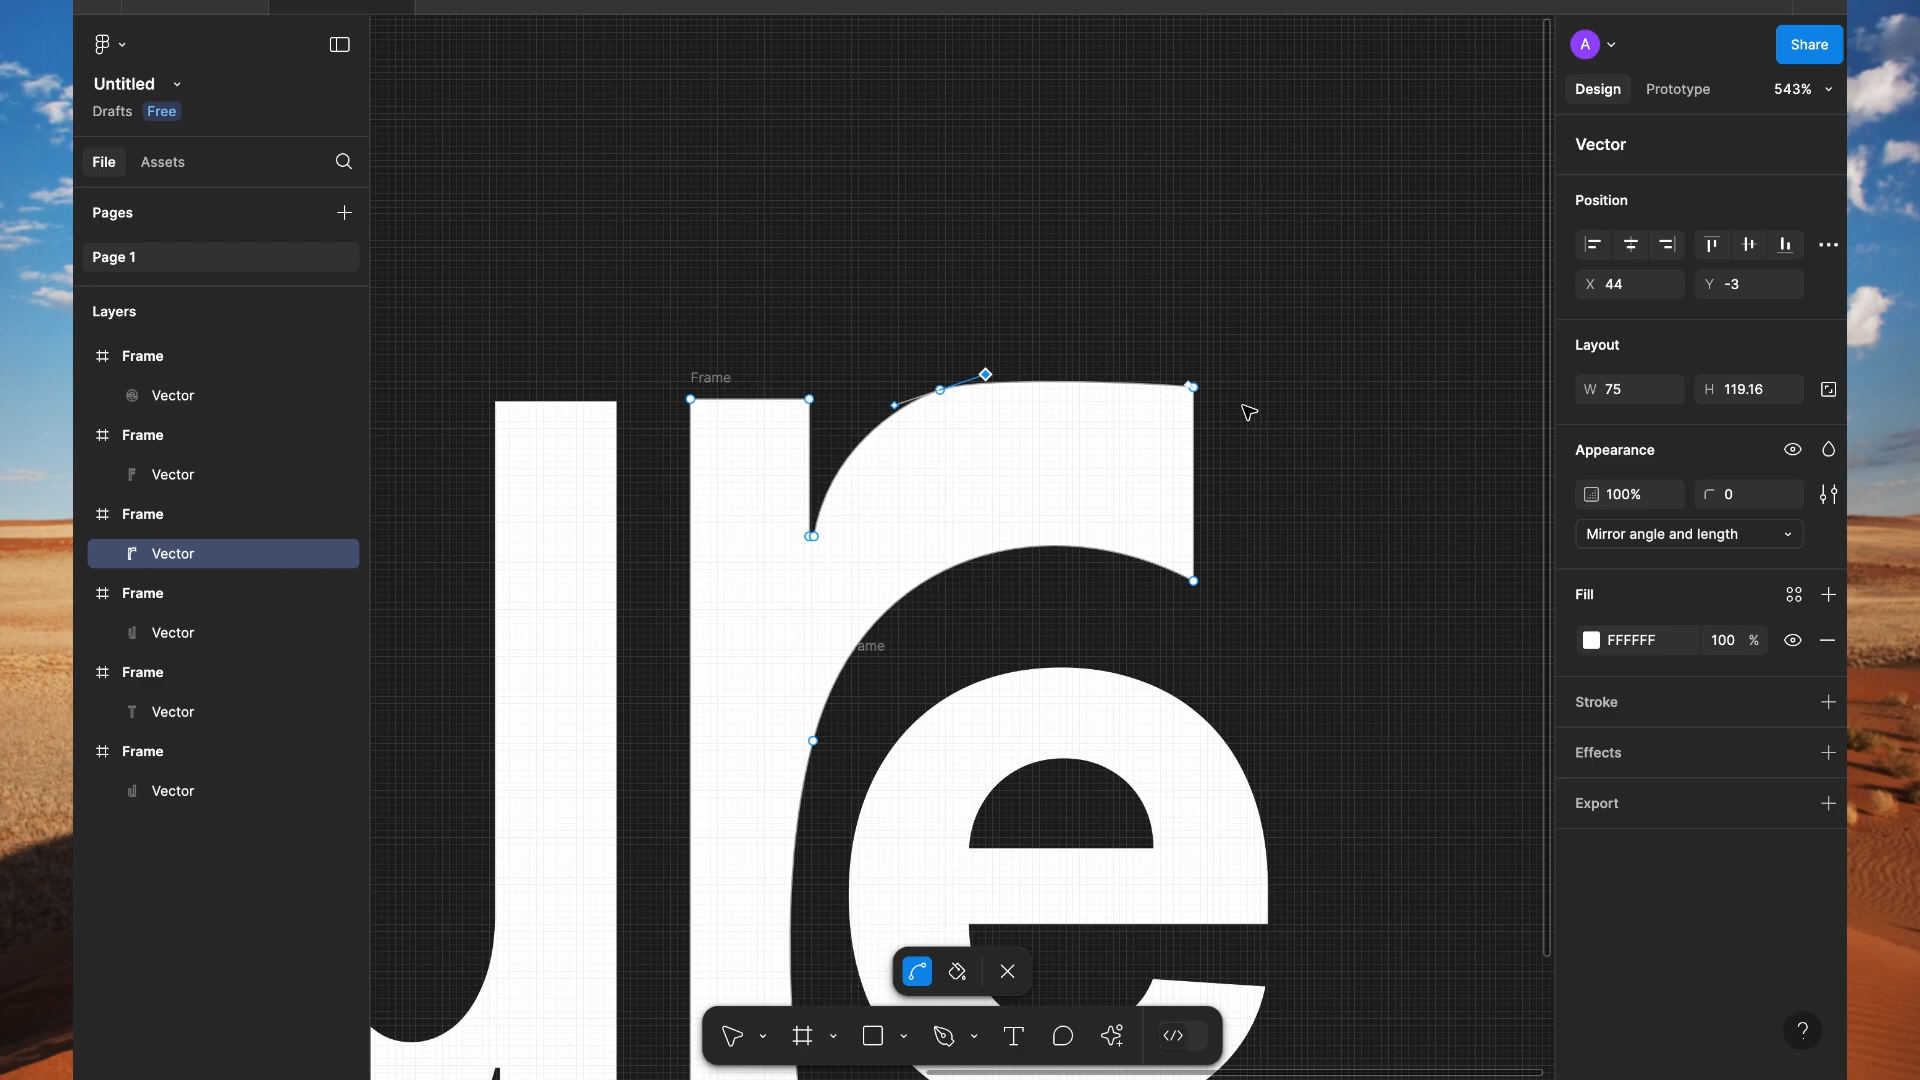 Untitled
Drafts Free
File Assets
Pages
Page 1
Layers
Frame
Vector
Frame
Vector
Frame
Vector
Frame
Vector
Frame
Vector
Frame
Vector
Frame
r
ame
e
A
Share
Design Prototype 543%
Vector
Position
X 44 Y -3
Layout
W 75 H 119.16
Appearance
100% 0
Mirror angle and length
Fill
FFFFFF 100 %
Stroke
Effects
Export
?